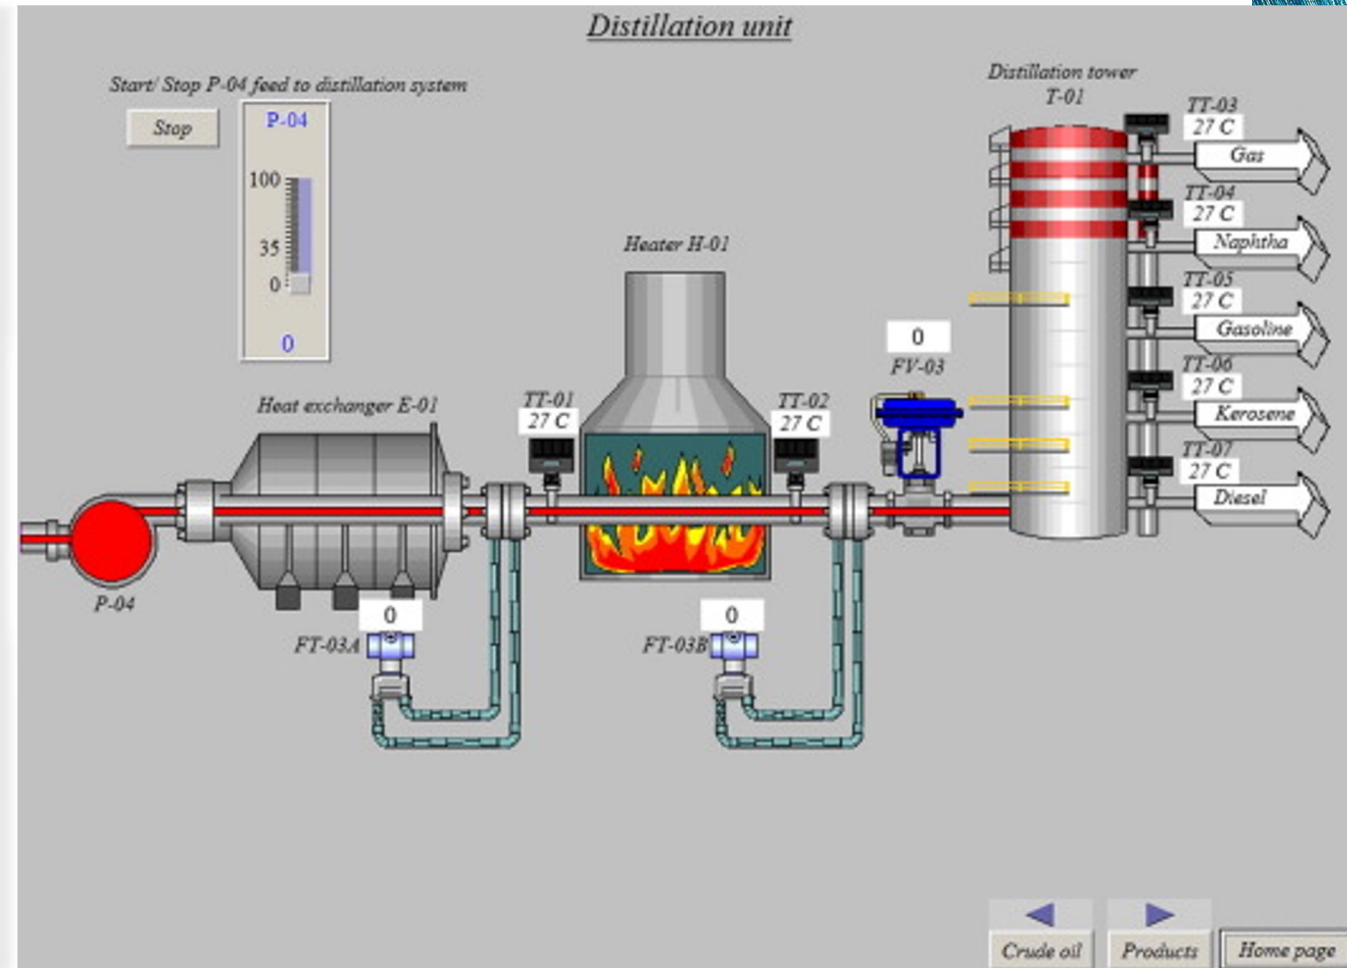 Distillation unit
Start/ Stop P-04 feed to distillation system
Stop
P-04
100
35
0
0
Distillation tower
T-01
TT-03
27 C
Gas
TT-04
27 C
Naphtha
TT-05
27 C
Gasoline
TT-06
27 C
Kerosene
TT-07
27 C
Diesel
Heater H-01
0
FV-03
Heat exchanger E-01
TT-01
27 C
TT-02
27 C
P-04
0
FT-03A
0
FT-03B
Crude oil
Products
Home page